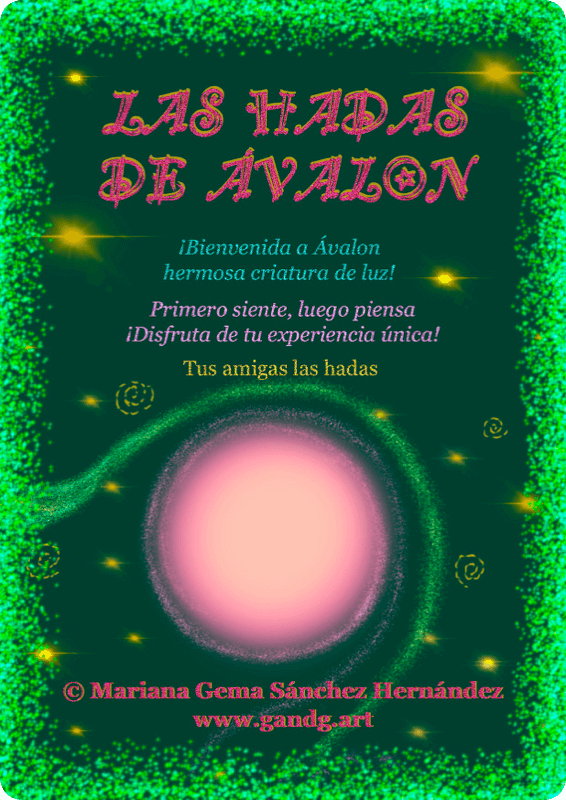 LAS HADAS
DE ÁVALON
¡Bienvenida a Ávalon
hermosa criatura de luz!
Primero siente, luego piensa
¡Disfruta de tu experiencia única!
Tus amigas las hadas
© Mariana Gema Sánchez Hernández
www.gandg.art